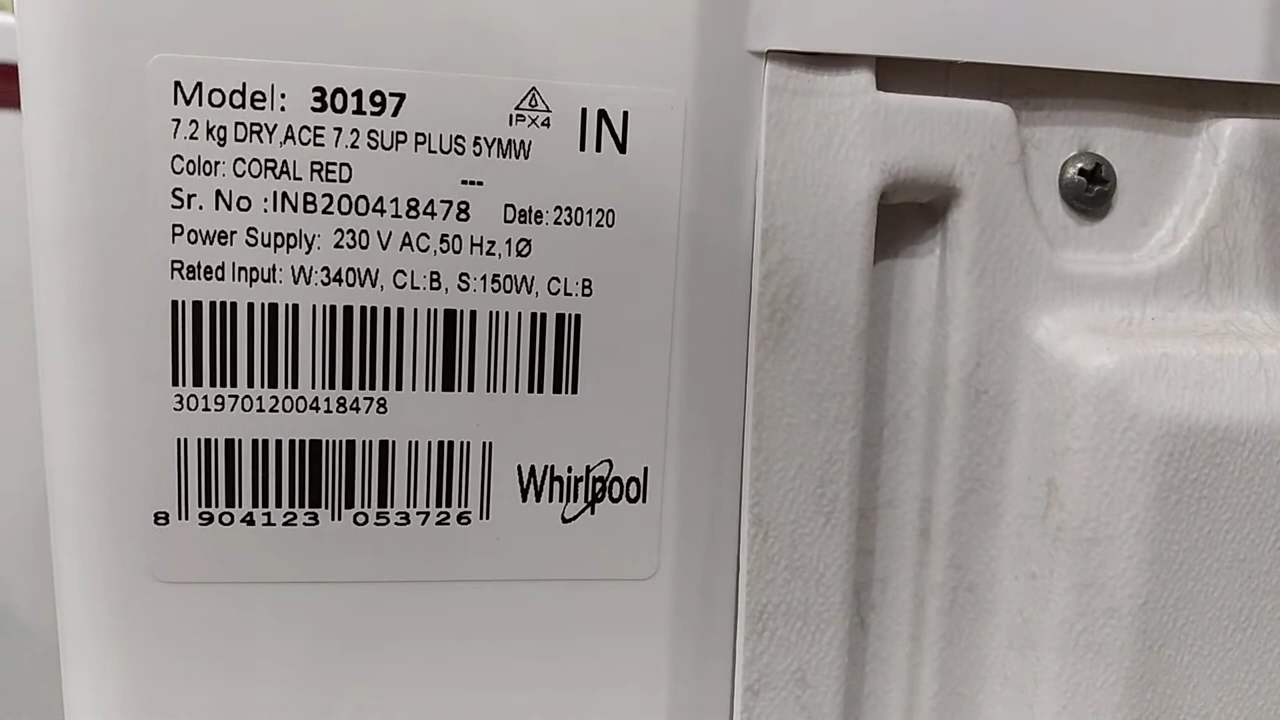 Model: 30197
IPX4
IN
7.2 kg DRY,ACE 7.2 SUP PLUS 5YMW
Color: CORAL RED ---
Sr. No :INB200418478 Date: 230120
Power Supply: 230 V AC,50 Hz,1Ø
Rated Input: W:340W, CL:B, S:150W, CL:B
3019701200418478
8 904123 053726
Whirlpool